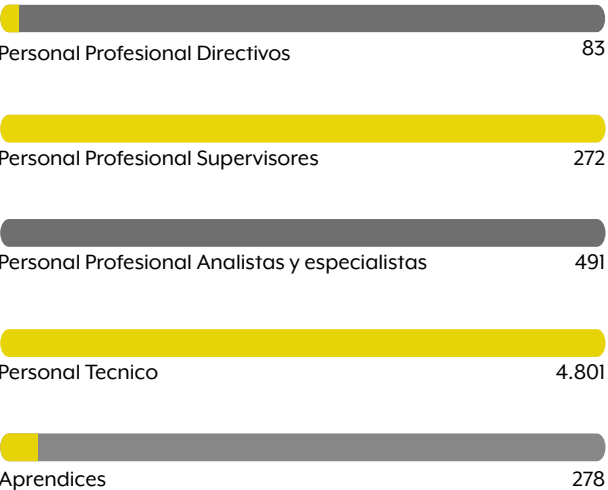 Personal Profesional Directivos 83
Personal Profesional Supervisores 272
Personal Profesional Analistas y especialistas 491
Personal Tecnico 4.801
Aprendices 278